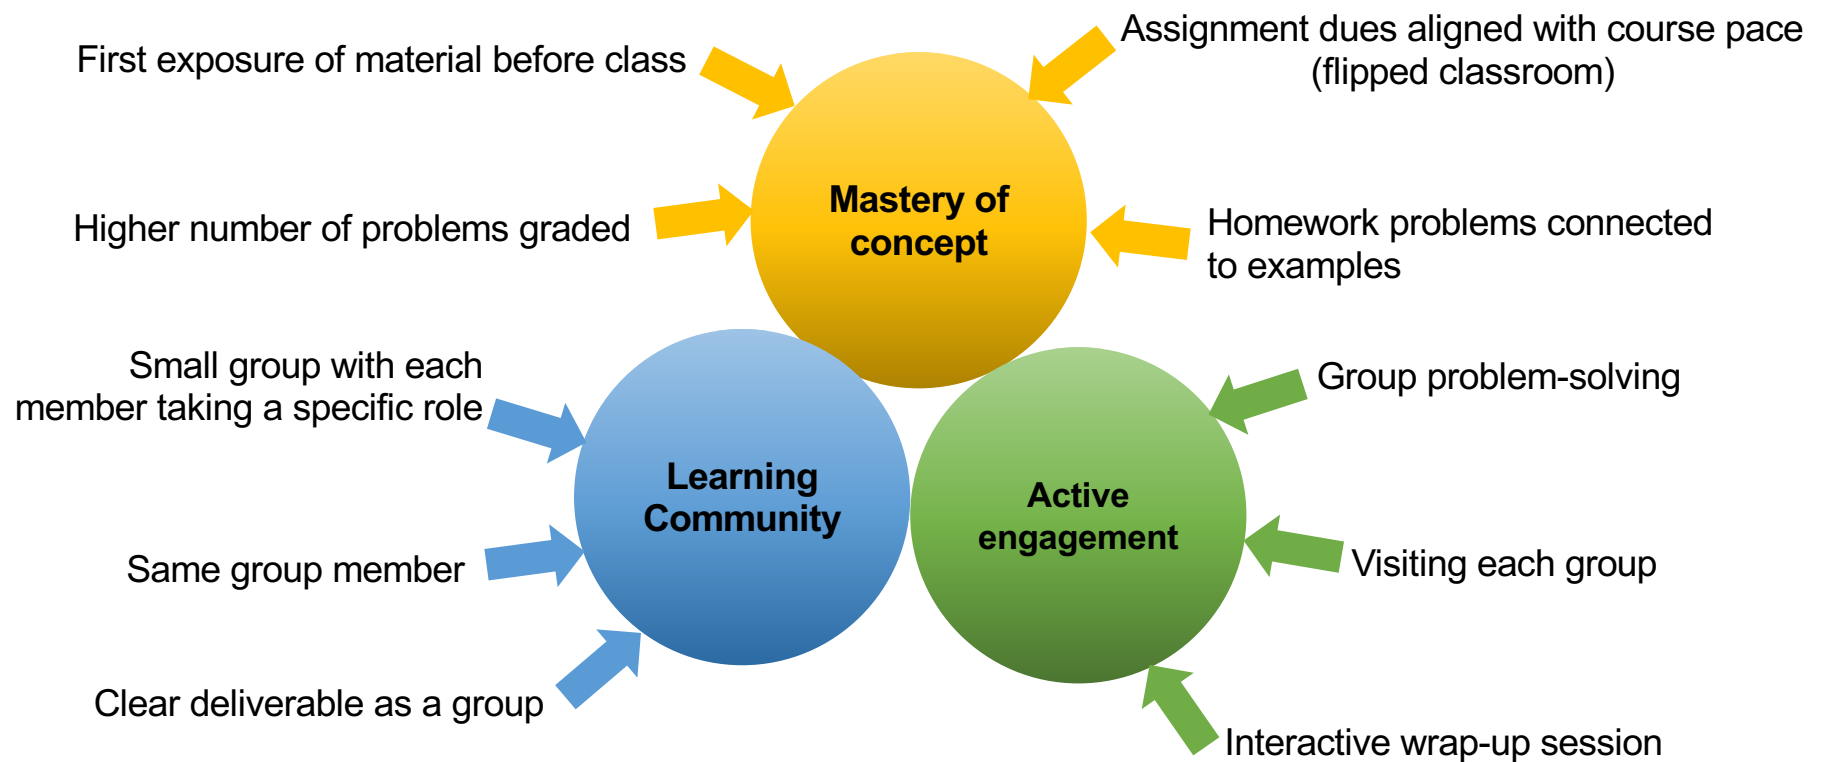 First exposure of material before class
Assignment dues aligned with course pace
(flipped classroom)
Higher number of problems graded
Mastery of
concept
Homework problems connected
to examples
Small group with each
member taking a specific role
Learning
Community
Same group member
Clear deliverable as a group
Active
engagement
Group problem-solving
Visiting each group
Interactive wrap-up session